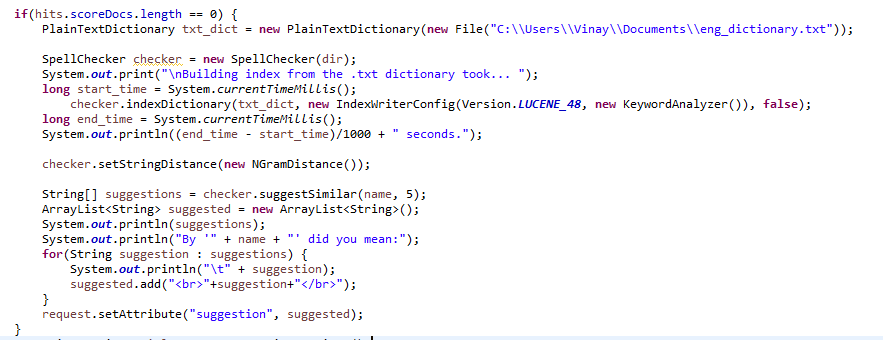 if(hits.scoreDocs.length == 0) {
    PlainTextDictionary txt_dict = new PlainTextDictionary(new File("C:\\Users\\Vinay\\Documents\\eng_dictionary.txt"));

    SpellChecker checker = new SpellChecker(dir);
    System.out.print("\nBuilding index from the .txt dictionary took... ");
    long start_time = System.currentTimeMillis();
        checker.indexDictionary(txt_dict, new IndexWriterConfig(Version.LUCENE_48, new KeywordAnalyzer()), false);
    long end_time = System.currentTimeMillis();
    System.out.println((end_time - start_time)/1000 + " seconds.");

    checker.setStringDistance(new NGramDistance());

    String[] suggestions = checker.suggestSimilar(name, 5);
    ArrayList<String> suggested = new ArrayList<String>();
    System.out.println(suggestions);
    System.out.println("By '" + name + "' did you mean:");
    for(String suggestion : suggestions) {
        System.out.println("\t" + suggestion);
        suggested.add("<br>"+suggestion+"</br>");
    }
    request.setAttribute("suggestion", suggested);
}